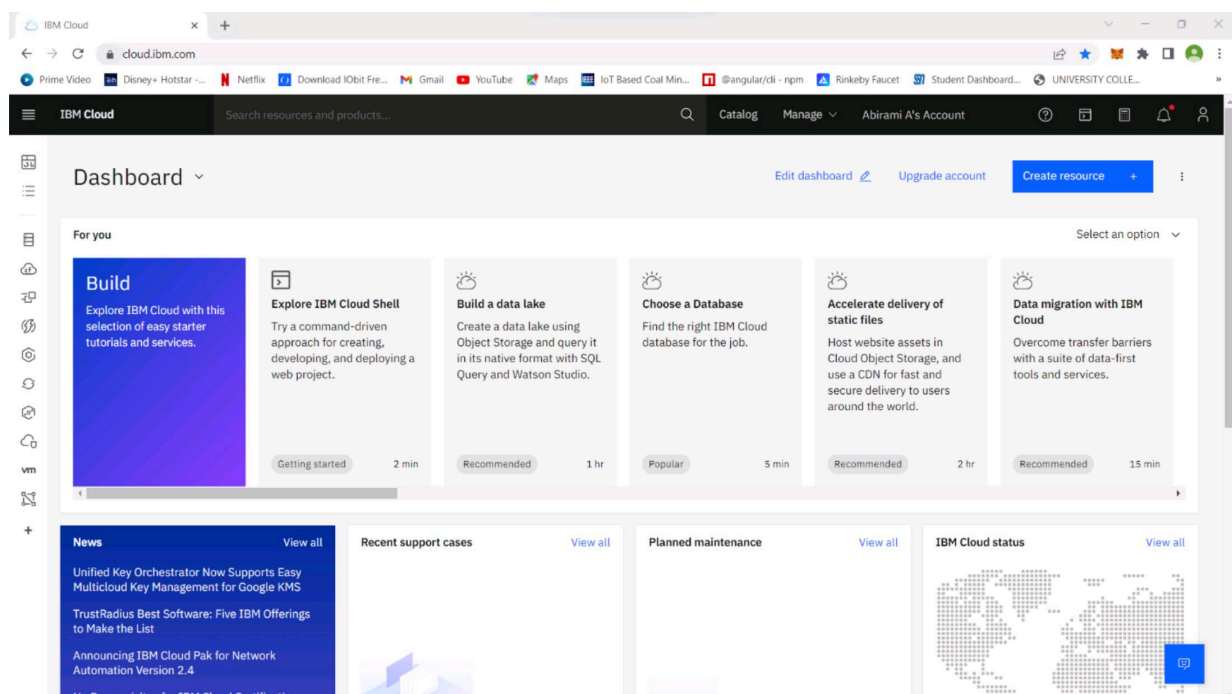 IBM Cloud
cloud.ibm.com
Prime Video Disney+ Hotstar -... Netflix Download IObit Fre... Gmail YouTube Maps IoT Based Coal Min... @angular/cli - npm Rinkeby Faucet Student Dashboard... UNIVERSITY COLLE... »
IBM Cloud Search resources and products... Catalog Manage Abirami A's Account
Dashboard Edit dashboard Upgrade account Create resource +
For you Select an option
Build
Explore IBM Cloud with this
selection of easy starter
tutorials and services.
Explore IBM Cloud Shell
Try a command-driven
approach for creating,
developing, and deploying a
web project.
Getting started 2 min
Build a data lake
Create a data lake using
Object Storage and query it
in its native format with SQL
Query and Watson Studio.
Recommended 1 hr
Choose a Database
Find the right IBM Cloud
database for the job.
Popular 5 min
Accelerate delivery of
static files
Host website assets in
Cloud Object Storage, and
use a CDN for fast and
secure delivery to users
around the world.
Recommended 2 hr
Data migration with IBM
Cloud
Overcome transfer barriers
with a suite of data-first
tools and services.
Recommended 15 min
vm
News View all
Unified Key Orchestrator Now Supports Easy
Multicloud Key Management for Google KMS
TrustRadius Best Software: Five IBM Offerings
to Make the List
Announcing IBM Cloud Pak for Network
Automation Version 2.4
Recent support cases View all
Planned maintenance View all
IBM Cloud status View all